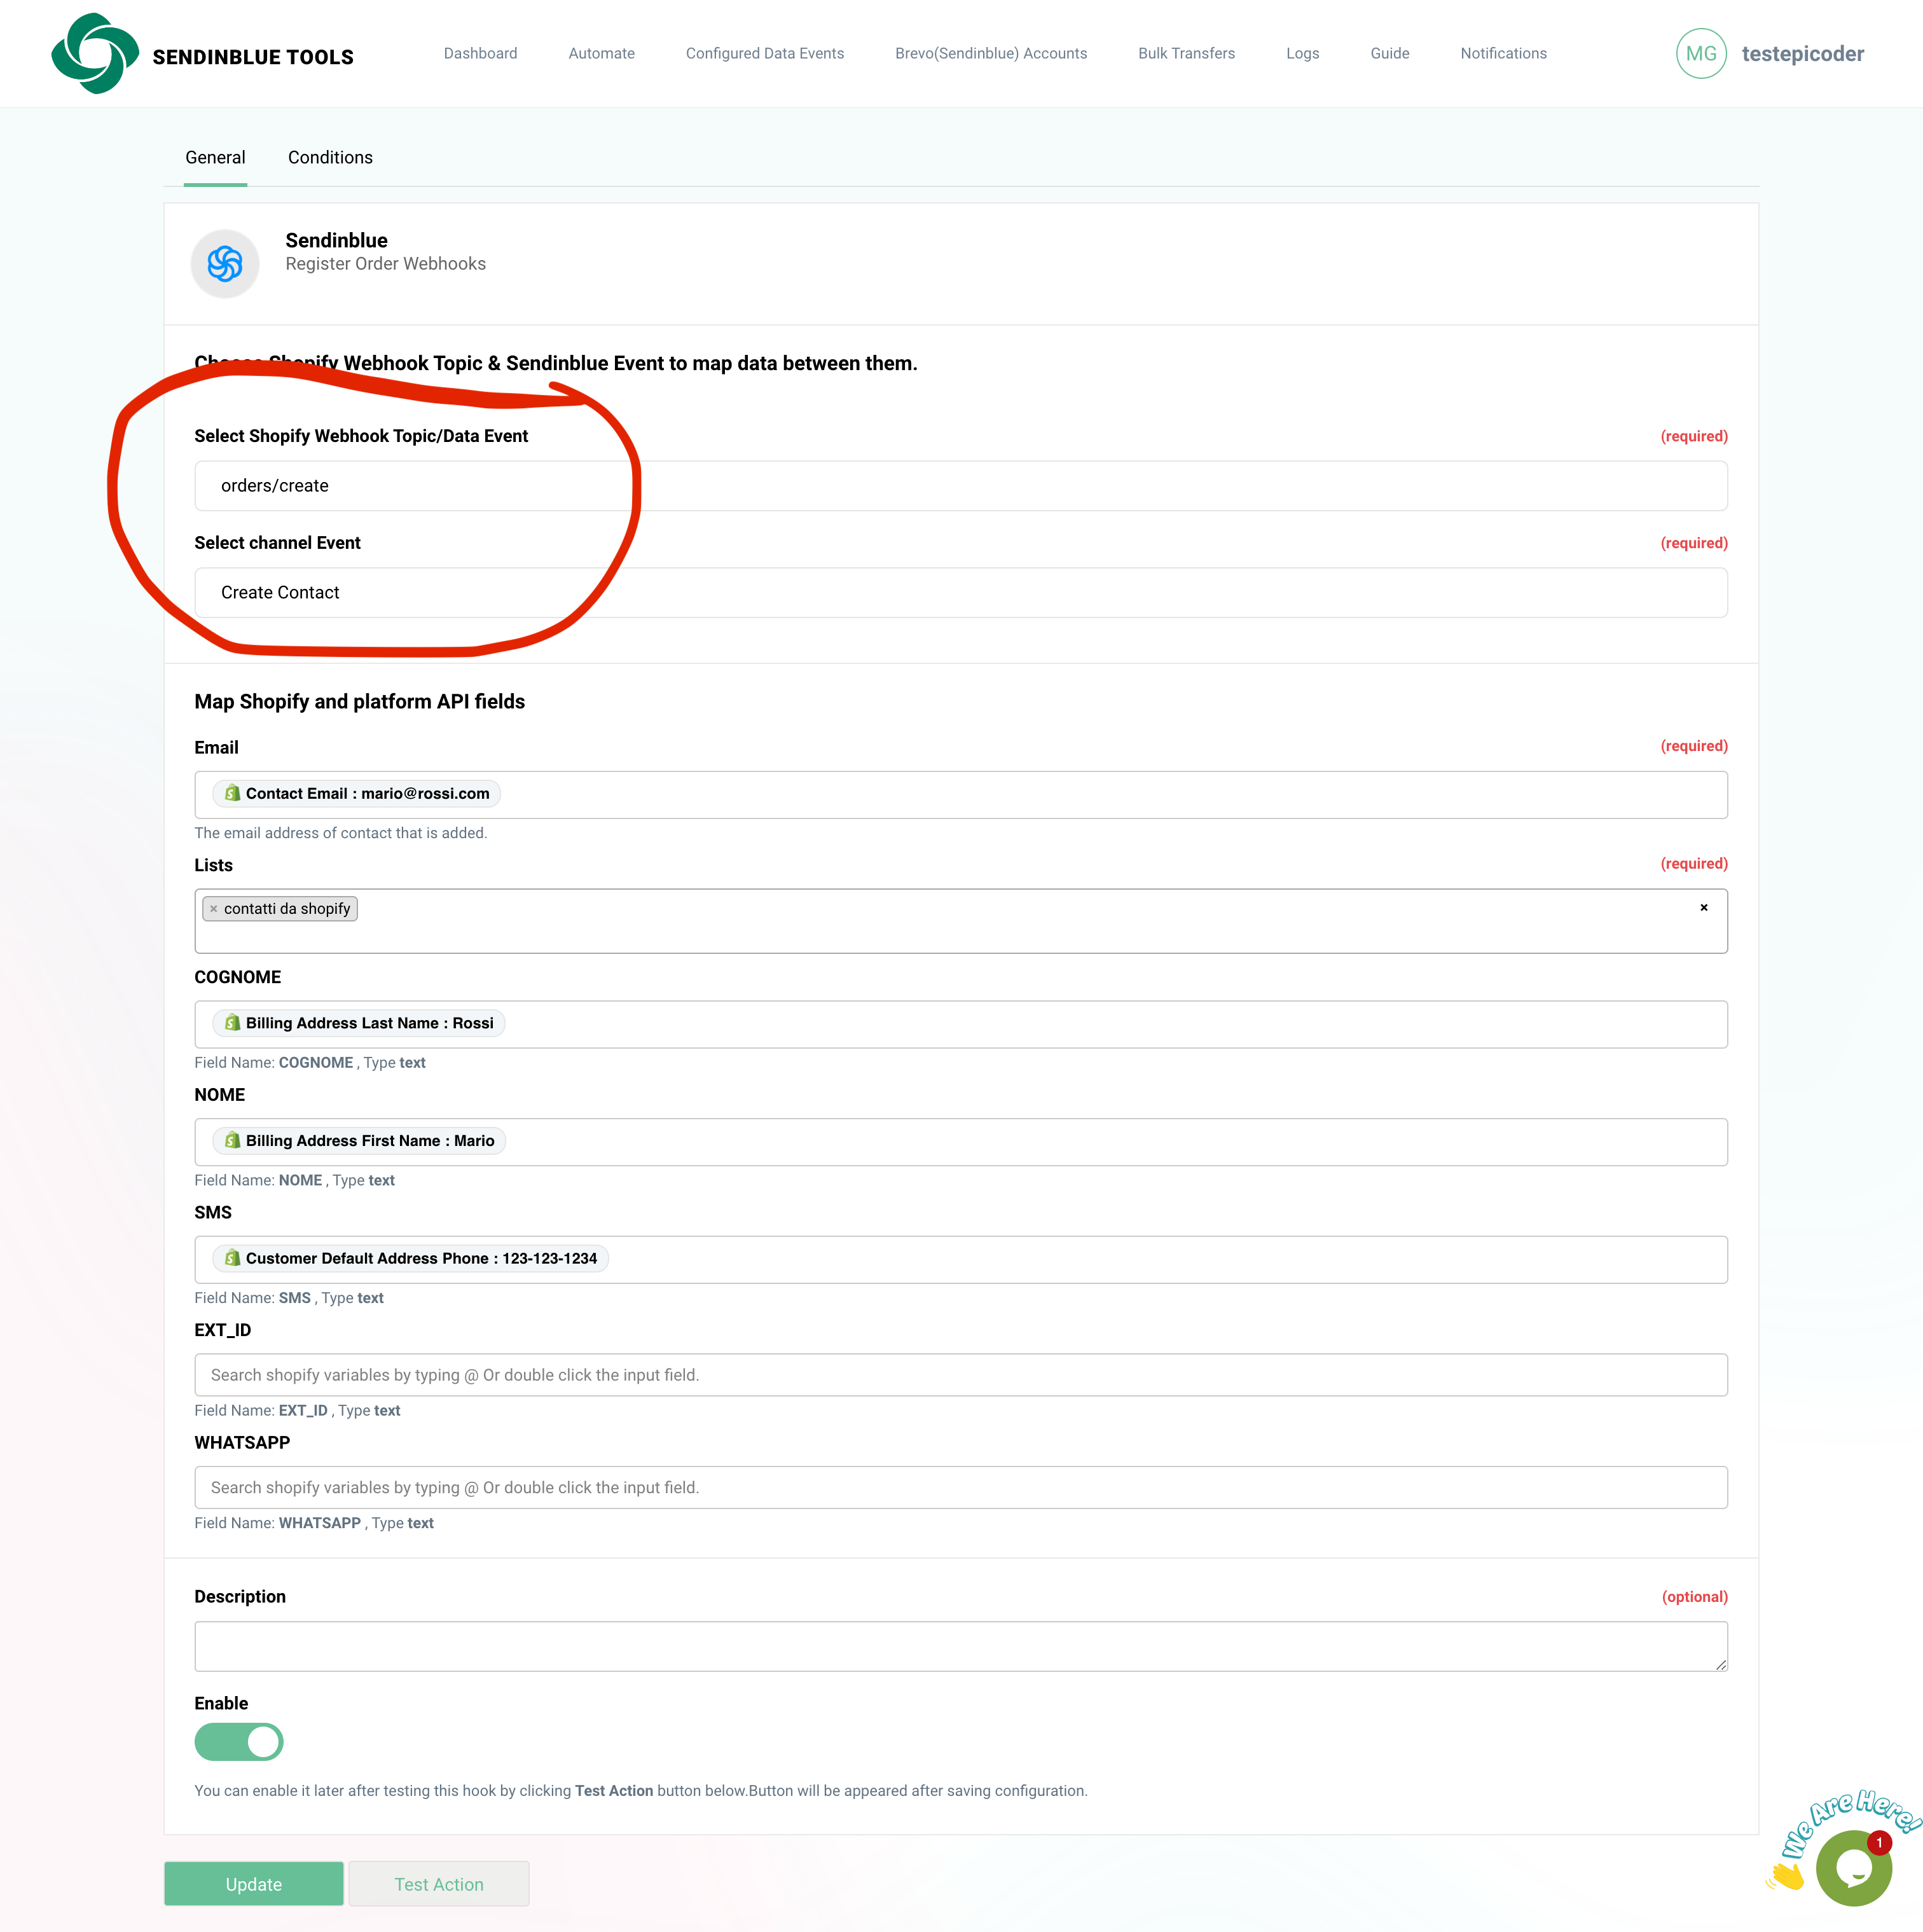 SENDINBLUE TOOLS
Dashboard
Automate
Configured Data Events
Brevo(Sendinblue) Accounts
Bulk Transfers
Logs
Guide
Notifications
MG
testepicoder
General
Conditions
Sendinblue
Register Order Webhooks
Choose Shopify Webhook Topic & Sendinblue Event to map data between them.
Select Shopify Webhook Topic/Data Event
(required)
orders/create
Select channel Event
(required)
Create Contact
Map Shopify and platform API fields
Email
(required)
Contact Email : mario@rossi.com
The email address of contact that is added.
Lists
(required)
× contatti da shopify
×
COGNOME
Billing Address Last Name : Rossi
Field Name: COGNOME , Type text
NOME
Billing Address First Name : Mario
Field Name: NOME , Type text
SMS
Customer Default Address Phone : 123-123-1234
Field Name: SMS , Type text
EXT_ID
Search shopify variables by typing @ Or double click the input field.
Field Name: EXT_ID , Type text
WHATSAPP
Search shopify variables by typing @ Or double click the input field.
Field Name: WHATSAPP , Type text
Description
(optional)
Enable
You can enable it later after testing this hook by clicking Test Action button below.Button will be appeared after saving configuration.
We Are Here!
1
Update
Test Action